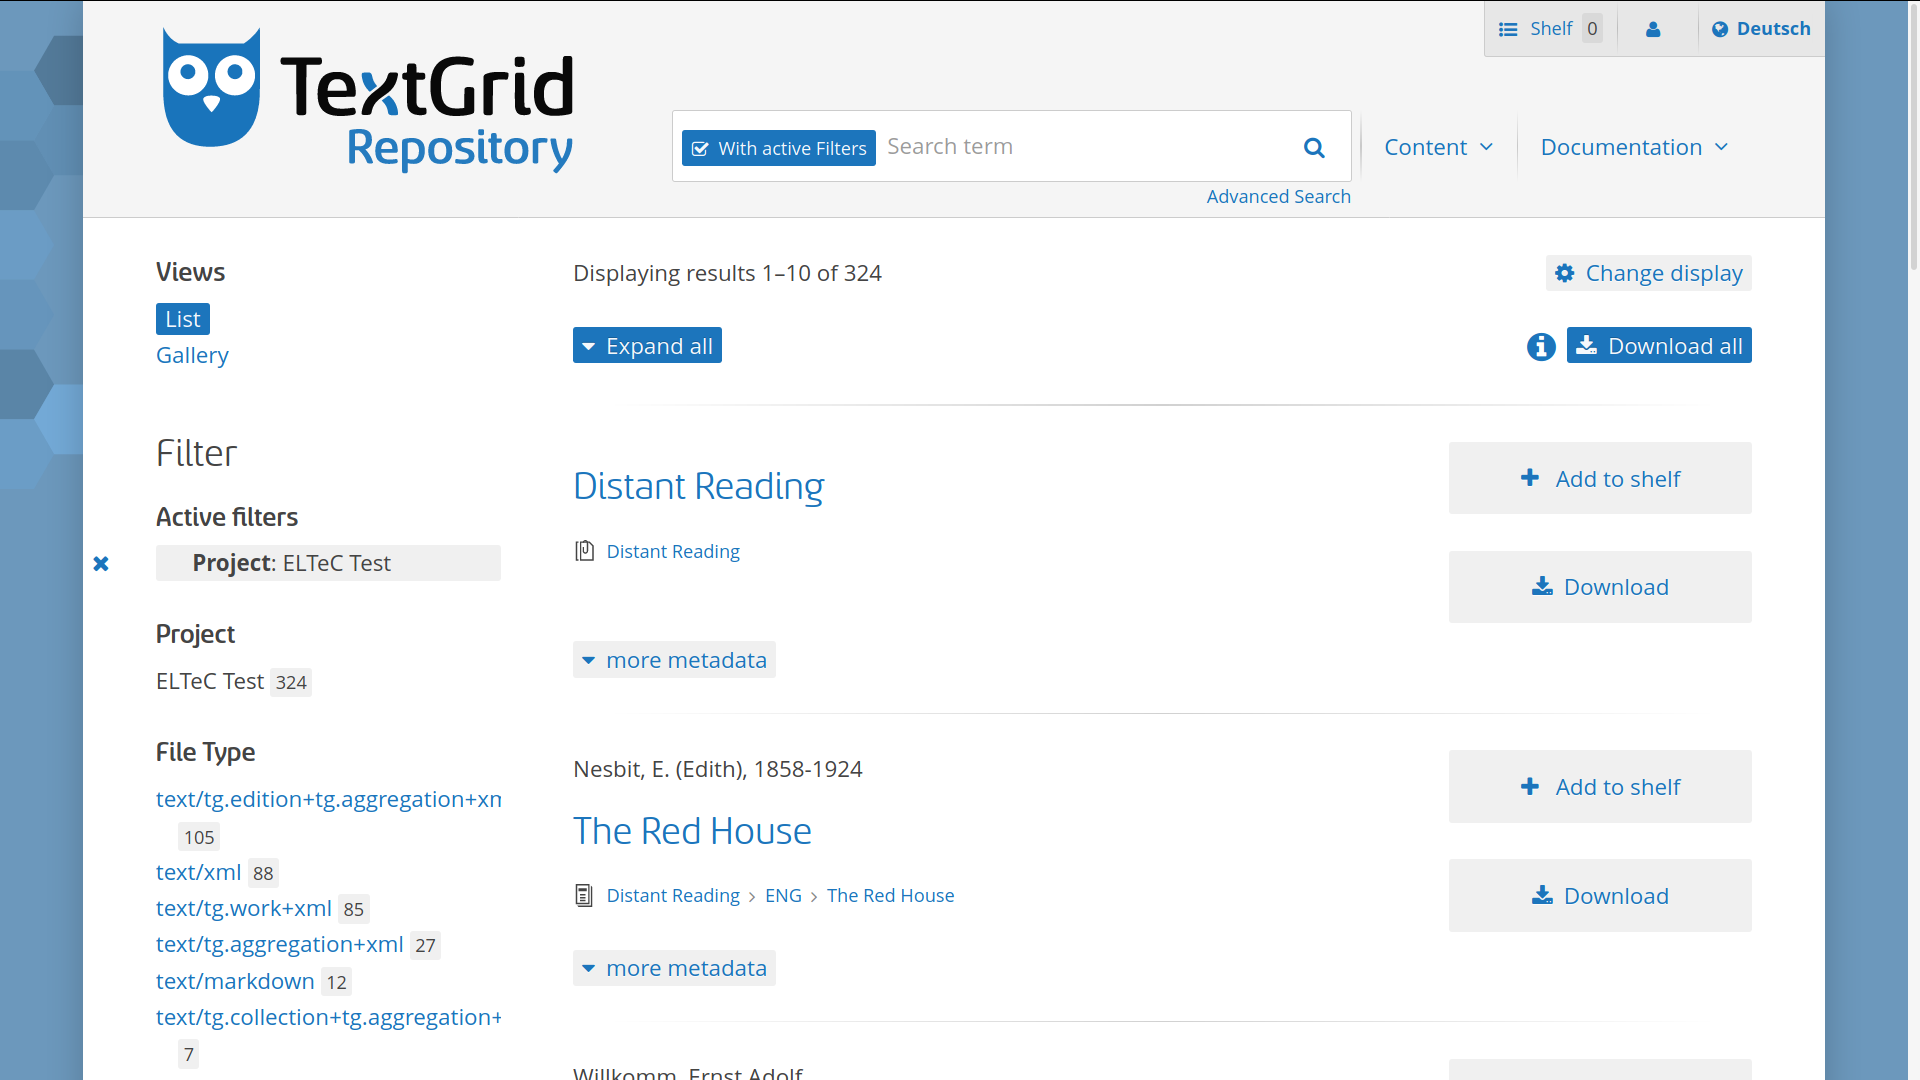 Shelf 0
Deutsch
TextGrid
Repository
With active Filters
Search term
Content
Documentation
Advanced Search
Views
List
Gallery
Filter
Active filters
Project: ELTeC Test
Project
ELTeC Test 324
File Type
text/tg.edition+tg.aggregation+xm
105
text/xml 88
text/tg.work+xml 85
text/tg.aggregation+xml 27
text/markdown 12
text/tg.collection+tg.aggregation+
7
Displaying results 1–10 of 324
Change display
Expand all
Download all
Distant Reading
Distant Reading
more metadata
Add to shelf
Download
Nesbit, E. (Edith), 1858-1924
The Red House
Distant Reading > ENG > The Red House
more metadata
Add to shelf
Download
Willkomm, Ernst Adolf